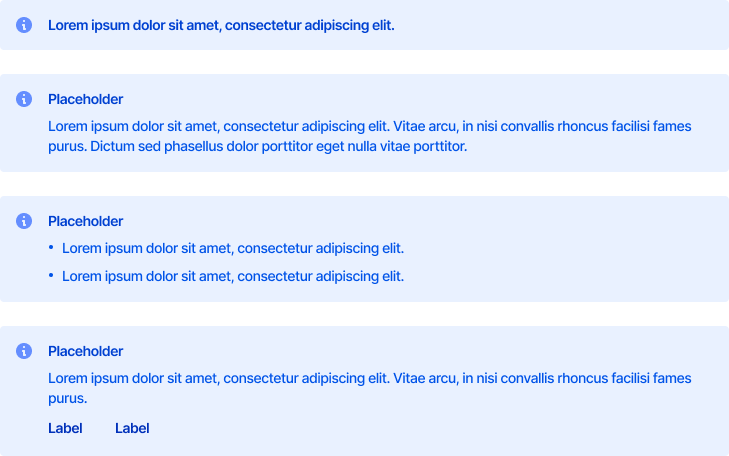 Lorem ipsum dolor sit amet, consectetur adipiscing elit.
Placeholder
Lorem ipsum dolor sit amet, consectetur adipiscing elit. Vitae arcu, in nisi convallis rhoncus facilisi fames
purus. Dictum sed phasellus dolor porttitor eget nulla vitae porttitor.
Placeholder
• Lorem ipsum dolor sit amet, consectetur adipiscing elit.
• Lorem ipsum dolor sit amet, consectetur adipiscing elit.
Placeholder
Lorem ipsum dolor sit amet, consectetur adipiscing elit. Vitae arcu, in nisi convallis rhoncus facilisi fames
purus.
Label Label